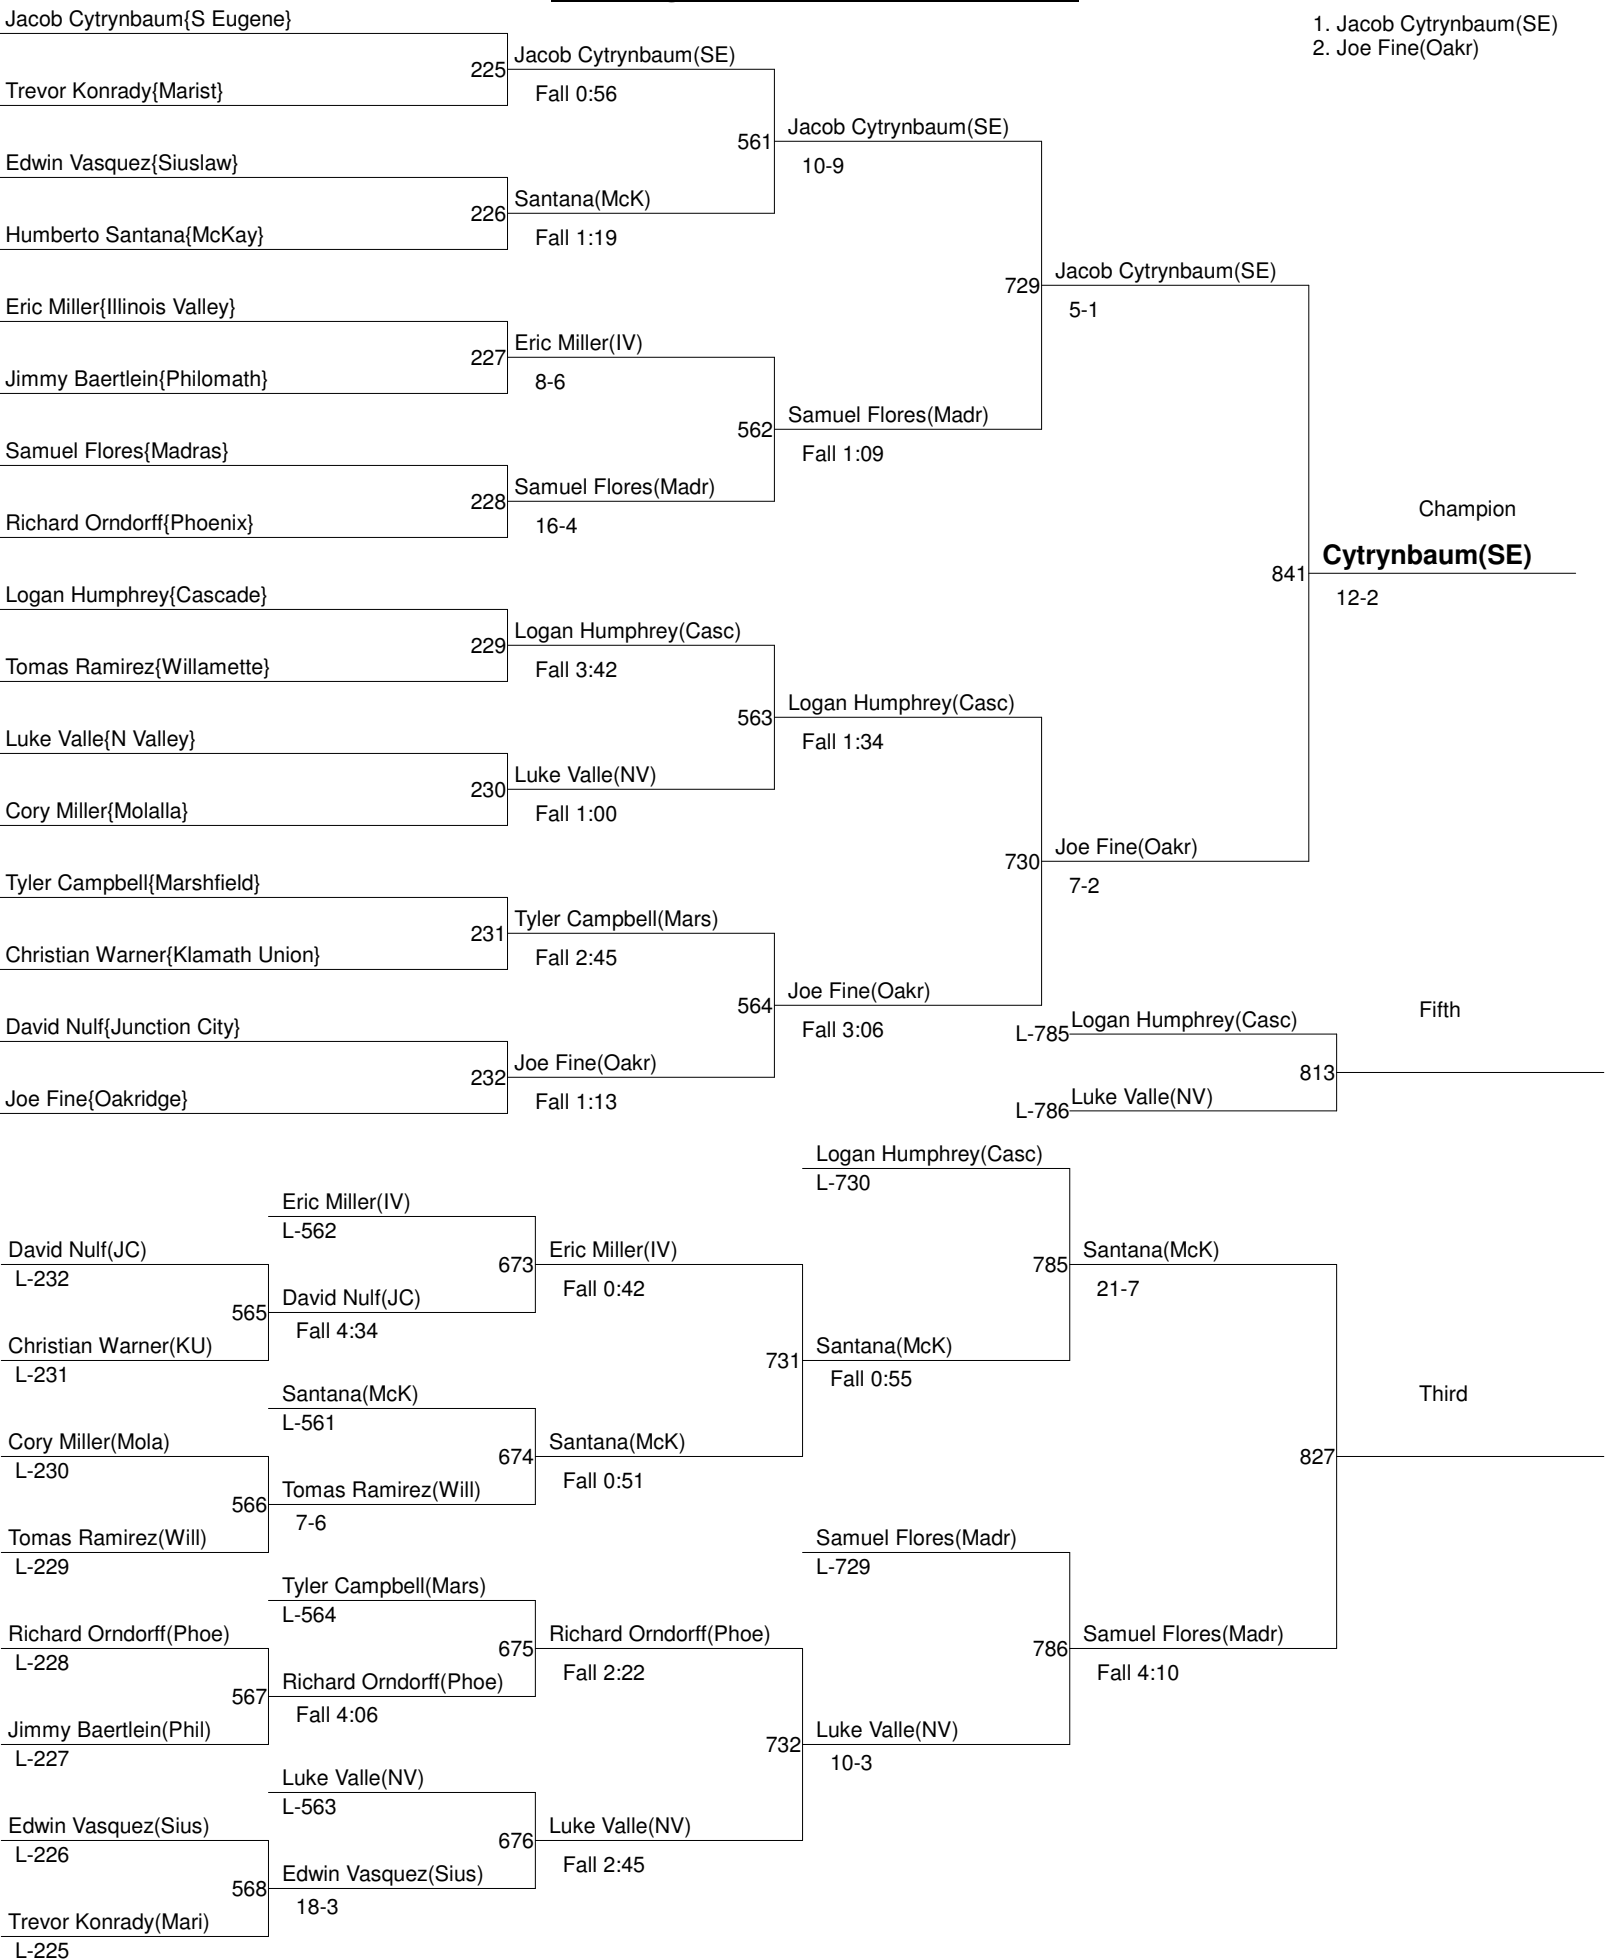 Jacob Cytrynbaum{S Eugene}
1. Jacob Cytrynbaum(SE)
2. Joe Fine(Oakr)
225
Jacob Cytrynbaum(SE)
Trevor Konrady{Marist}
Fall 0:56
561
Jacob Cytrynbaum(SE)
Edwin Vasquez{Siuslaw}
10-9
226
Santana(McK)
Humberto Santana{McKay}
Fall 1:19
729
Jacob Cytrynbaum(SE)
Eric Miller{Illinois Valley}
5-1
227
Eric Miller(IV)
Jimmy Baertlein{Philomath}
8-6
562
Samuel Flores(Madr)
Samuel Flores{Madras}
Fall 1:09
228
Samuel Flores(Madr)
Richard Orndorff{Phoenix}
16-4
Champion
841
Cytrynbaum(SE)
Logan Humphrey{Cascade}
12-2
229
Logan Humphrey(Casc)
Tomas Ramirez{Willamette}
Fall 3:42
563
Logan Humphrey(Casc)
Luke Valle{N Valley}
Fall 1:34
230
Luke Valle(NV)
Cory Miller{Molalla}
Fall 1:00
730
Joe Fine(Oakr)
Tyler Campbell{Marshfield}
7-2
231
Tyler Campbell(Mars)
Christian Warner{Klamath Union}
Fall 2:45
564
Joe Fine(Oakr)
Fifth
David Nulf{Junction City}
Fall 3:06
L-785
Logan Humphrey(Casc)
232
Joe Fine(Oakr)
813
Joe Fine{Oakridge}
Fall 1:13
L-786
Luke Valle(NV)
Logan Humphrey(Casc)
L-730
Eric Miller(IV)
L-562
David Nulf(JC)
L-232
673
Eric Miller(IV)
Fall 0:42
785
Santana(McK)
21-7
565
David Nulf(JC)
Fall 4:34
Christian Warner(KU)
L-231
731
Santana(McK)
Fall 0:55
Santana(McK)
L-561
Third
Cory Miller(Mola)
L-230
674
Santana(McK)
Fall 0:51
827
566
Tomas Ramirez(Will)
7-6
Tomas Ramirez(Will)
L-229
Samuel Flores(Madr)
L-729
Tyler Campbell(Mars)
L-564
Richard Orndorff(Phoe)
L-228
675
Richard Orndorff(Phoe)
Fall 2:22
786
Samuel Flores(Madr)
Fall 4:10
567
Richard Orndorff(Phoe)
Fall 4:06
Jimmy Baertlein(Phil)
L-227
732
Luke Valle(NV)
10-3
Luke Valle(NV)
L-563
Edwin Vasquez(Sius)
L-226
676
Luke Valle(NV)
Fall 2:45
568
Edwin Vasquez(Sius)
18-3
Trevor Konrady(Mari)
L-225